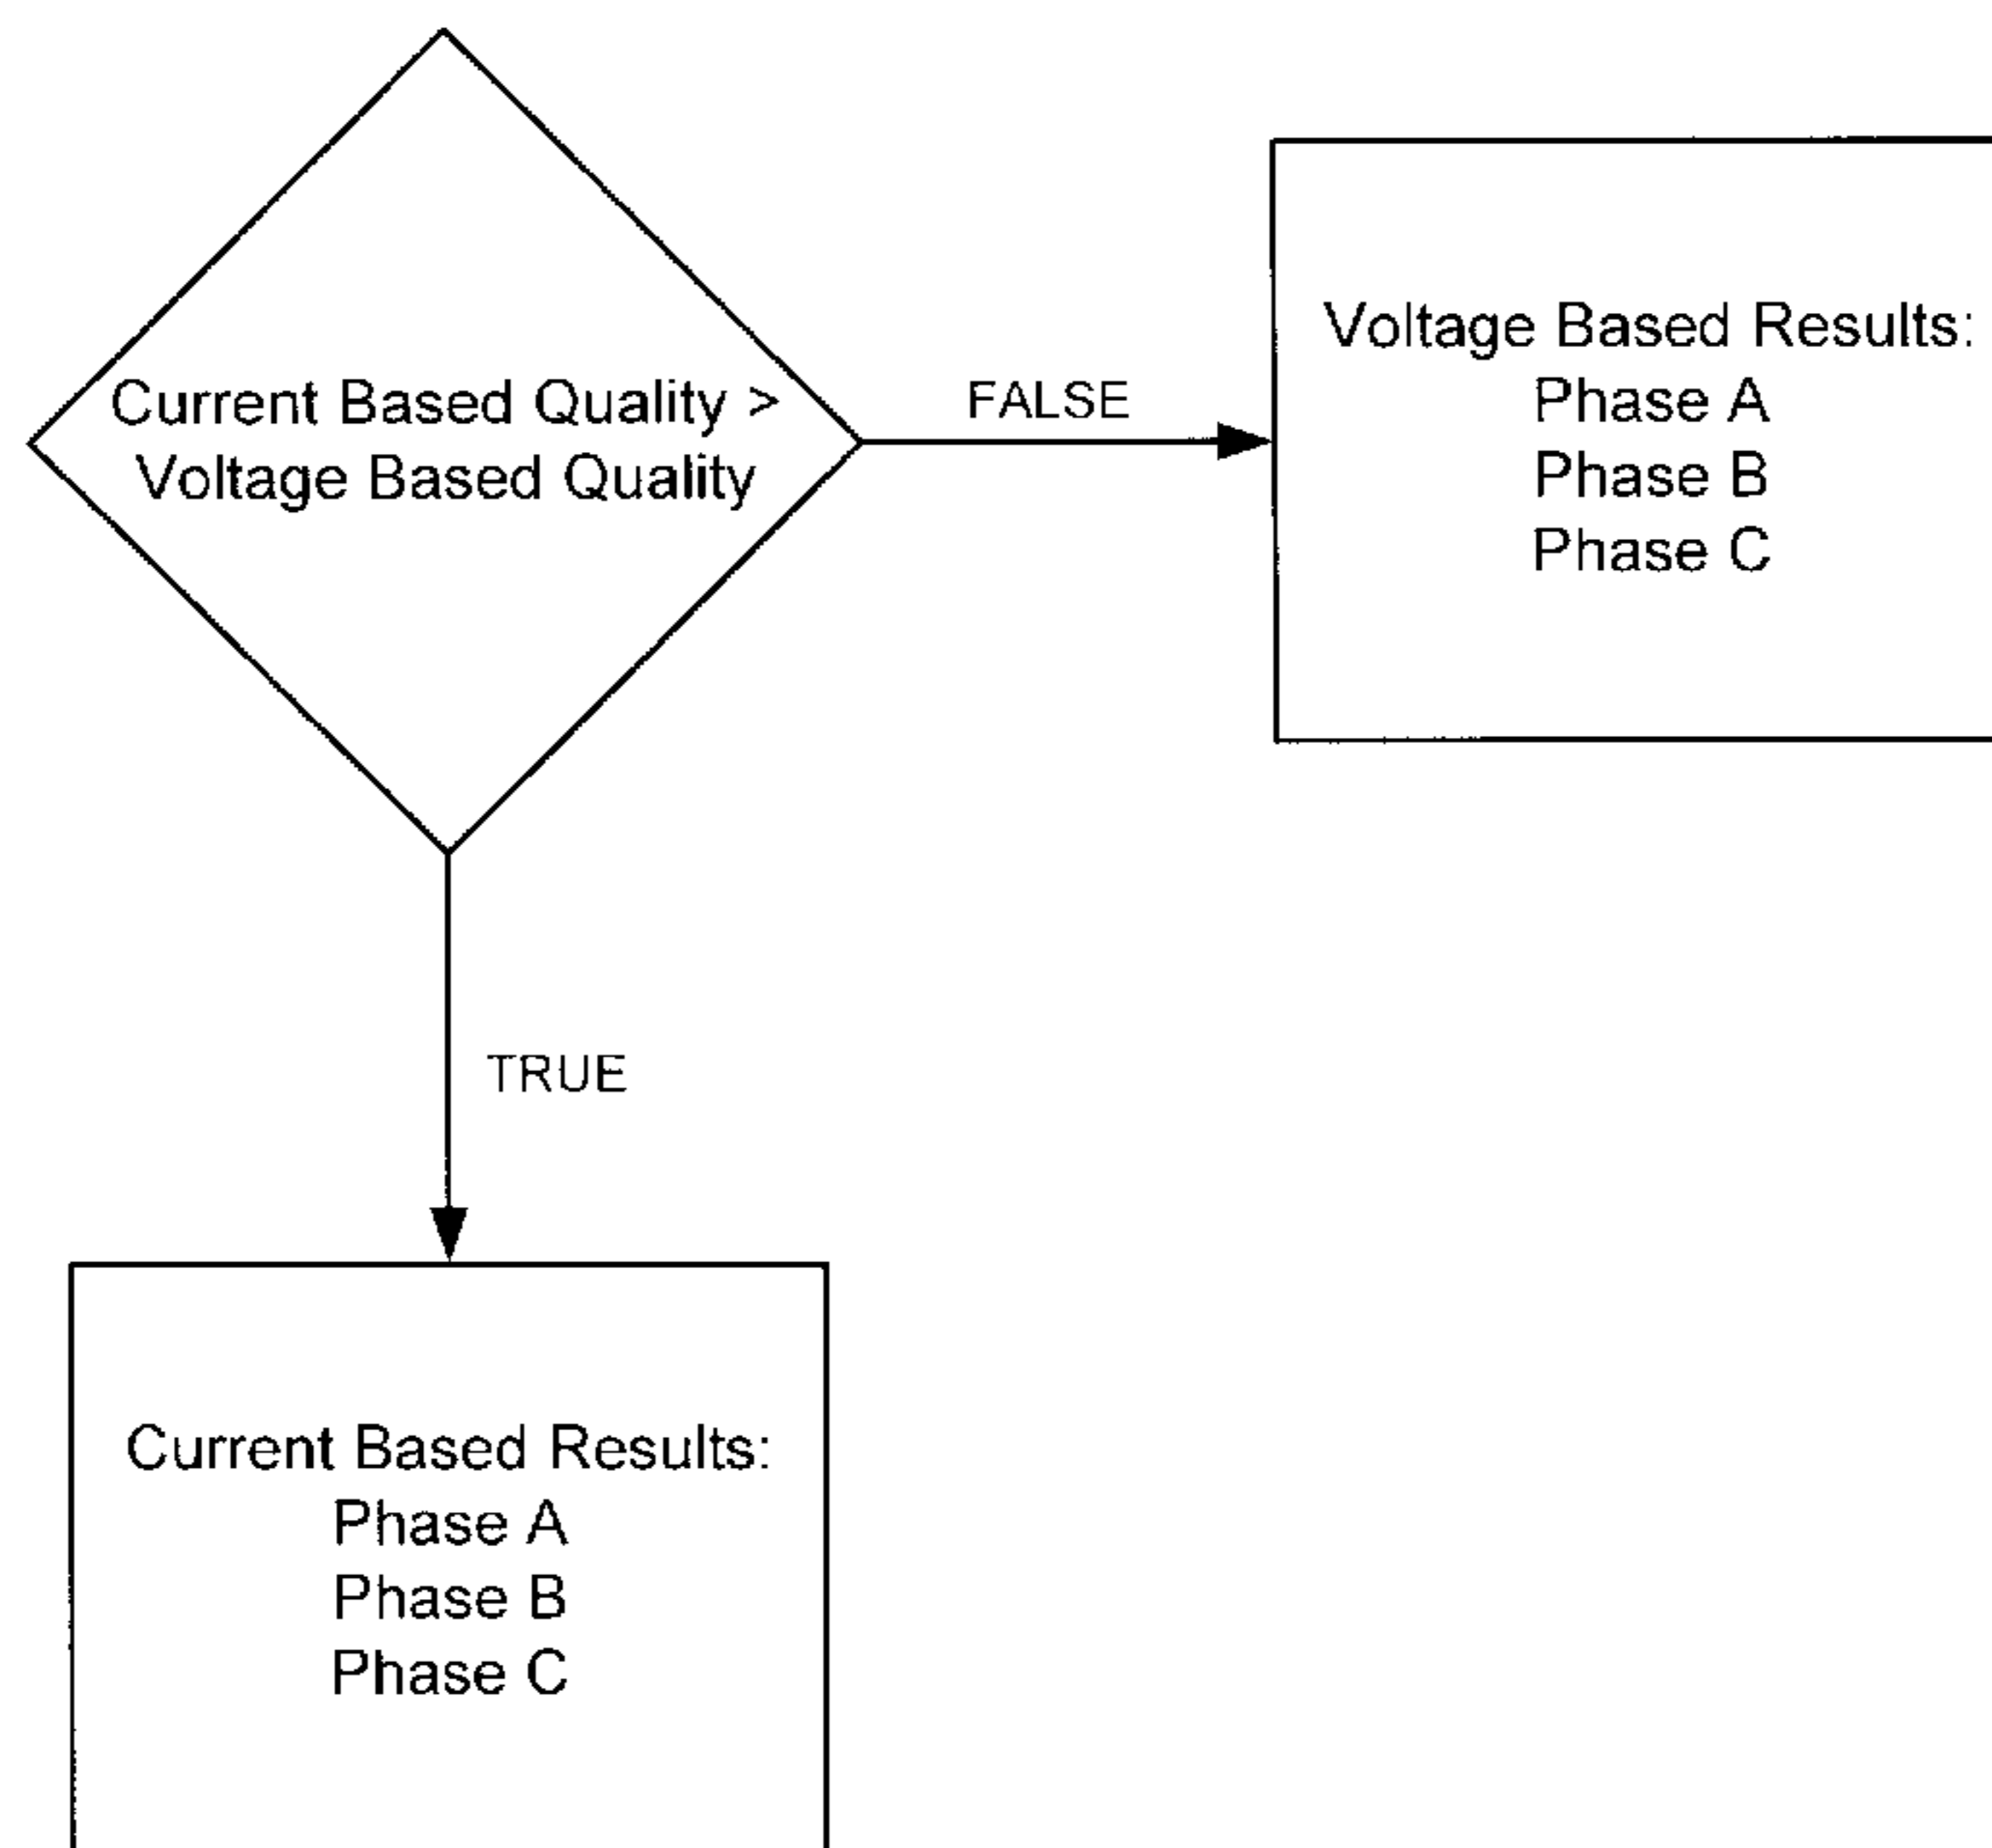 Current Based Quality >
Voltage Based Quality
FALSE
Voltage Based Results:
Phase A
Phase B
Phase C
TRUE
Current Based Results:
Phase A
Phase B
Phase C